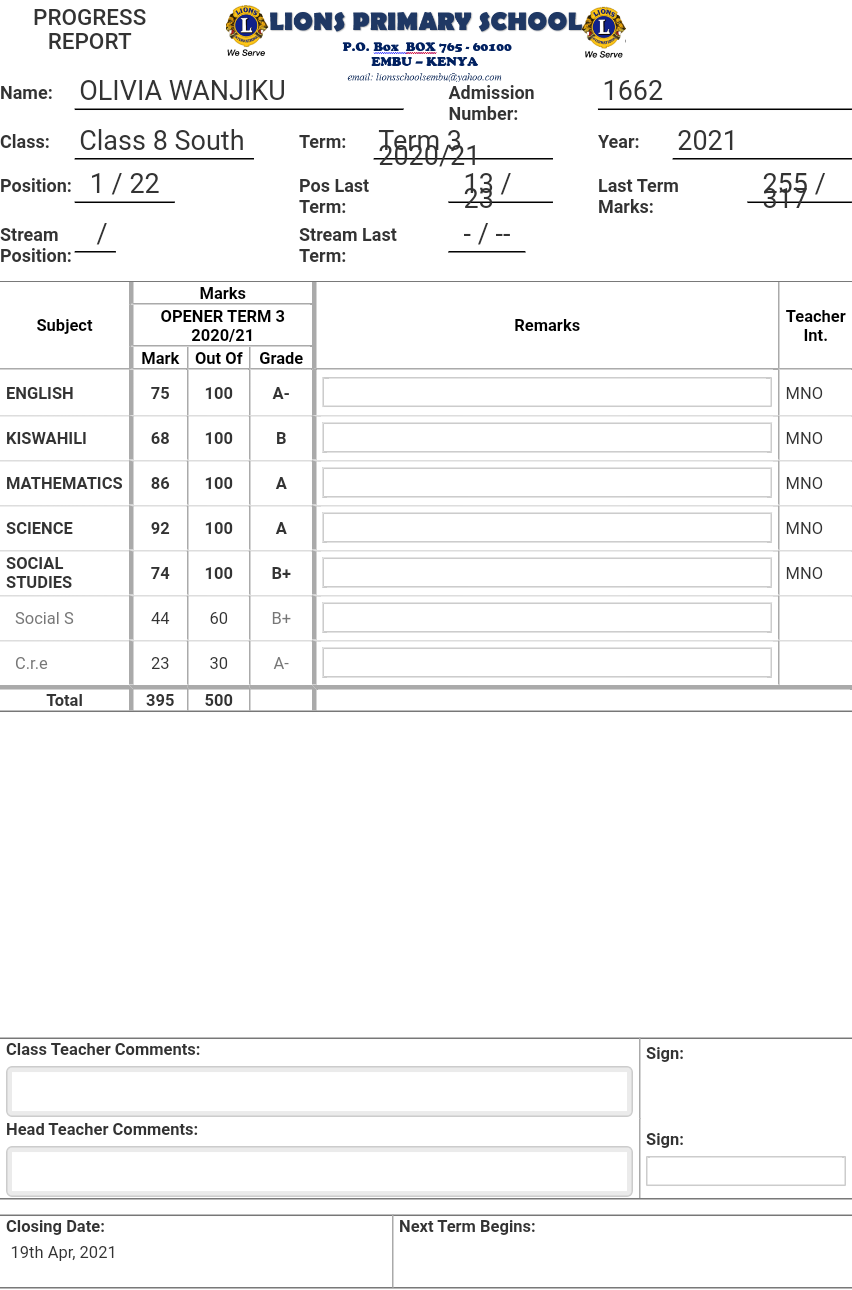 PROGRESS
REPORT
LIONS PRIMARY SCHOOL
We Serve
We Serve
P.O. Box BOX 765 - 60100
EMBU – KENYA
email: lionsschoolsembu@yahoo.com
Name: OLIVIA WANJIKU Admission Number: 1662
Class: Class 8 South Term: Term 3 2020/21 Year: 2021
Position: 1 / 22 Pos Last Term: 13 / 23 Last Term Marks: 255 / 317
Stream Position: / Stream Last Term: - / --
Subject Marks Remarks Teacher Int.
OPENER TERM 3 2020/21
Mark Out Of Grade
ENGLISH 75 100 A- MNO
KISWAHILI 68 100 B MNO
MATHEMATICS 86 100 A MNO
SCIENCE 92 100 A MNO
SOCIAL STUDIES 74 100 B+ MNO
Social S 44 60 B+
C.r.e 23 30 A-
Total 395 500
Class Teacher Comments: Sign:
Head Teacher Comments: Sign:
Closing Date: Next Term Begins:
19th Apr, 2021